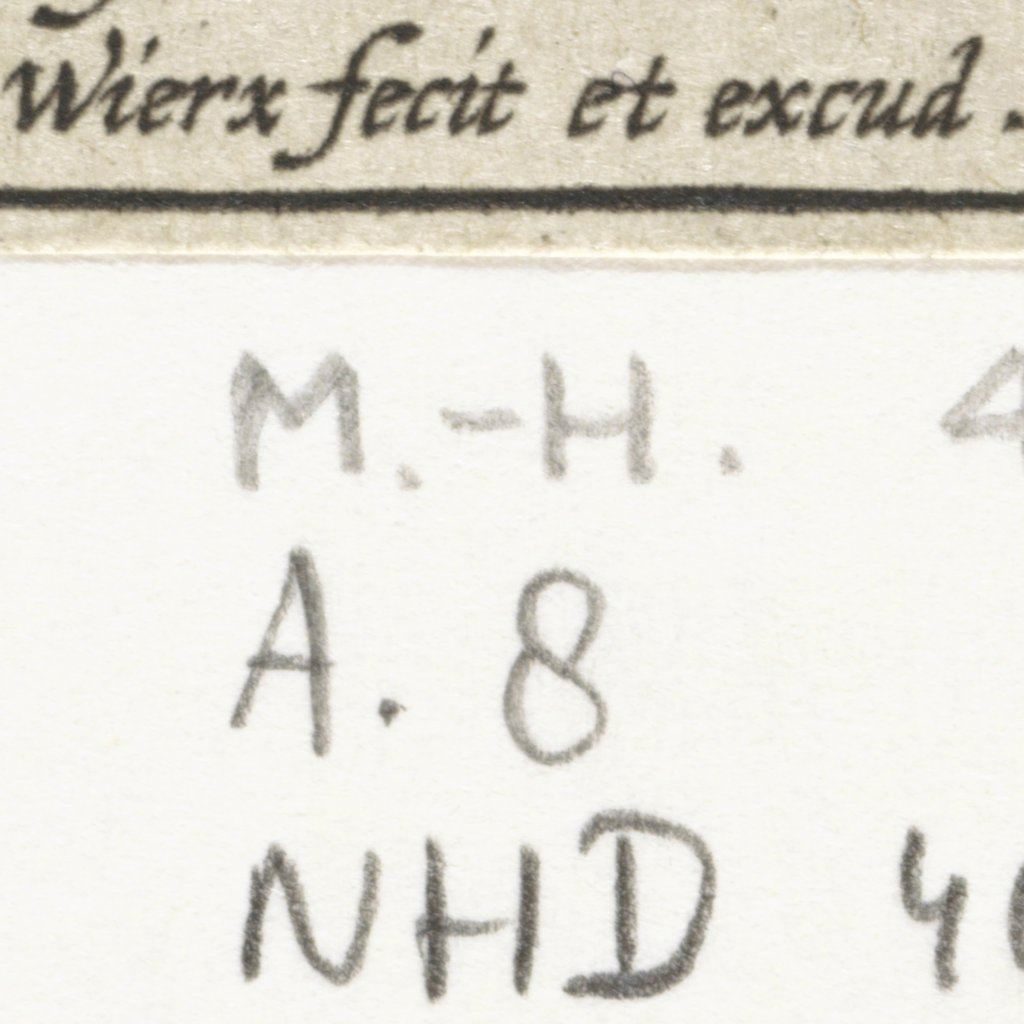 Wierx fecit et excud.
M.-H. 4
A. 8
NHD 4